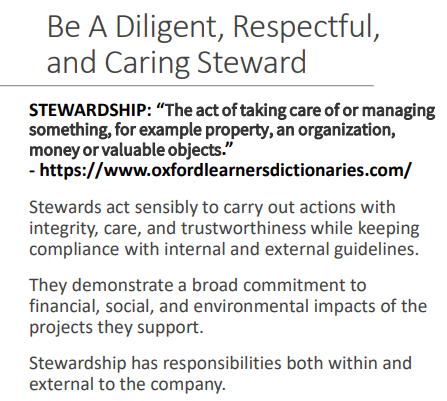 Be A Diligent, Respectful,
and Caring Steward
STEWARDSHIP: “The act of taking care of or managing
something, for example property, an organization,
money or valuable objects.”
- https://www.oxfordlearnersdictionaries.com/
Stewards act sensibly to carry out actions with
integrity, care, and trustworthiness while keeping
compliance with internal and external guidelines.
They demonstrate a broad commitment to
financial, social, and environmental impacts of the
projects they support.
Stewardship has responsibilities both within and
external to the company.